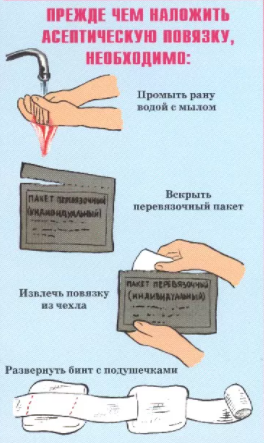 ПРЕЖДЕ ЧЕМ НАЛОЖИТЬ
АСЕПТИЧЕСКУЮ ПОВЯЗКУ,
НЕОБХОДИМО:
Промыть рану
водой с мылом
ПАКЕТ ПЕРЕВЯЗОЧНЫЙ
(ИНДИВИДУАЛЬНЫЙ)
Вскрыть
перевязочный пакет
ПАКЕТ ПЕРЕВЯЗОЧНЫЙ
(ИНДИВИДУАЛЬНЫЙ)
Извлечь повязку
из чехла
Развернуть бинт с подушечками